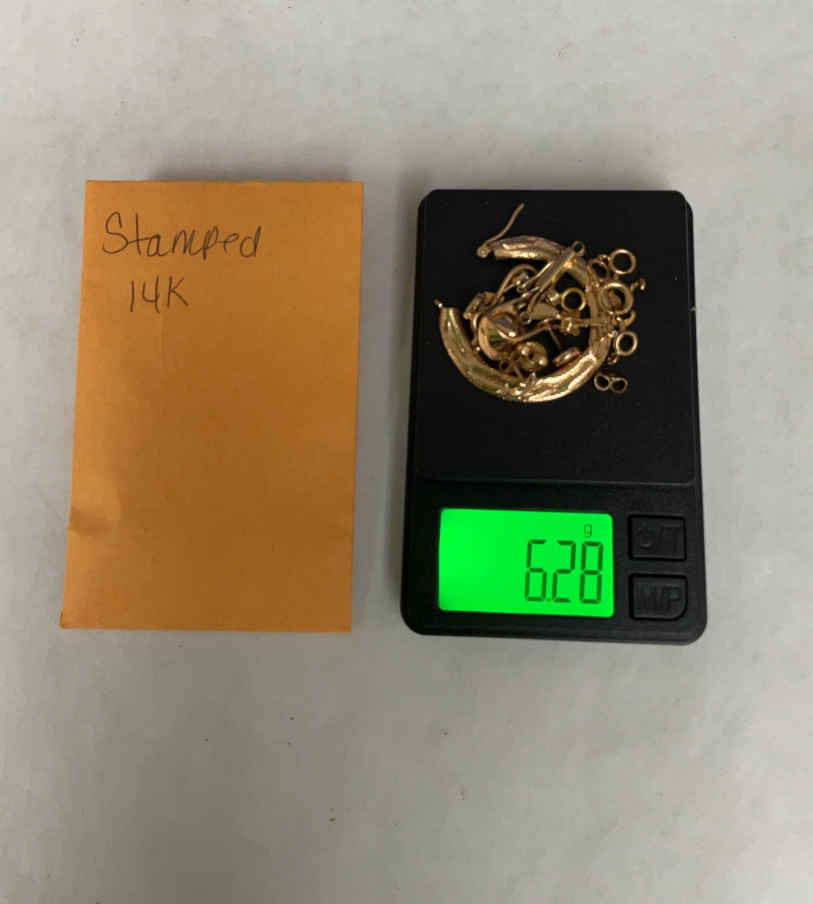 Stamped
14K
g
6.28
⏻/T
M/P